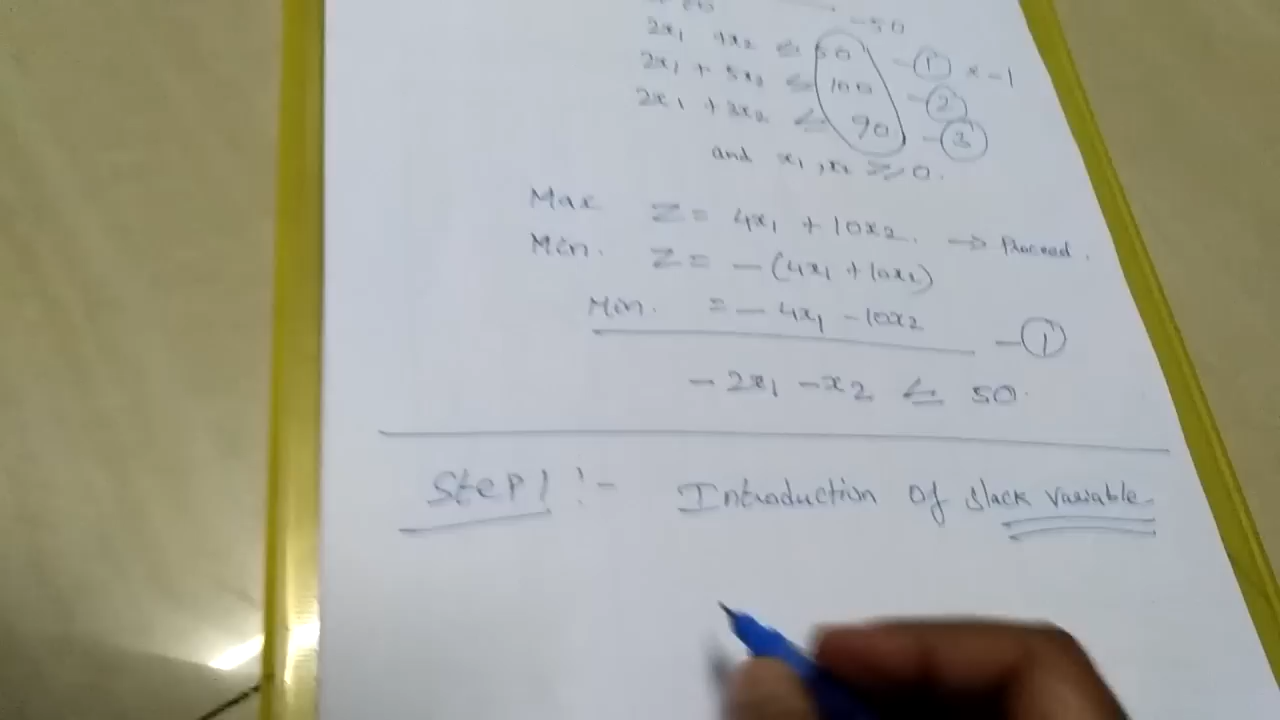 -50
2x1 + x2 ≤ 50 -① x -1
2x1 + 5x2 ≤ 100 -②
2x1 + 3x2 ≤ 90 -③
and x1, x2 ≥ 0.
Max Z = 4x1 + 10x2. → Proceed.
Min. Z = -(4x1 + 10x2)
Min. = - 4x1 - 10x2
-①
- 2x1 - x2 ≤ 50.
Step 1 :- Introduction Of slack variable